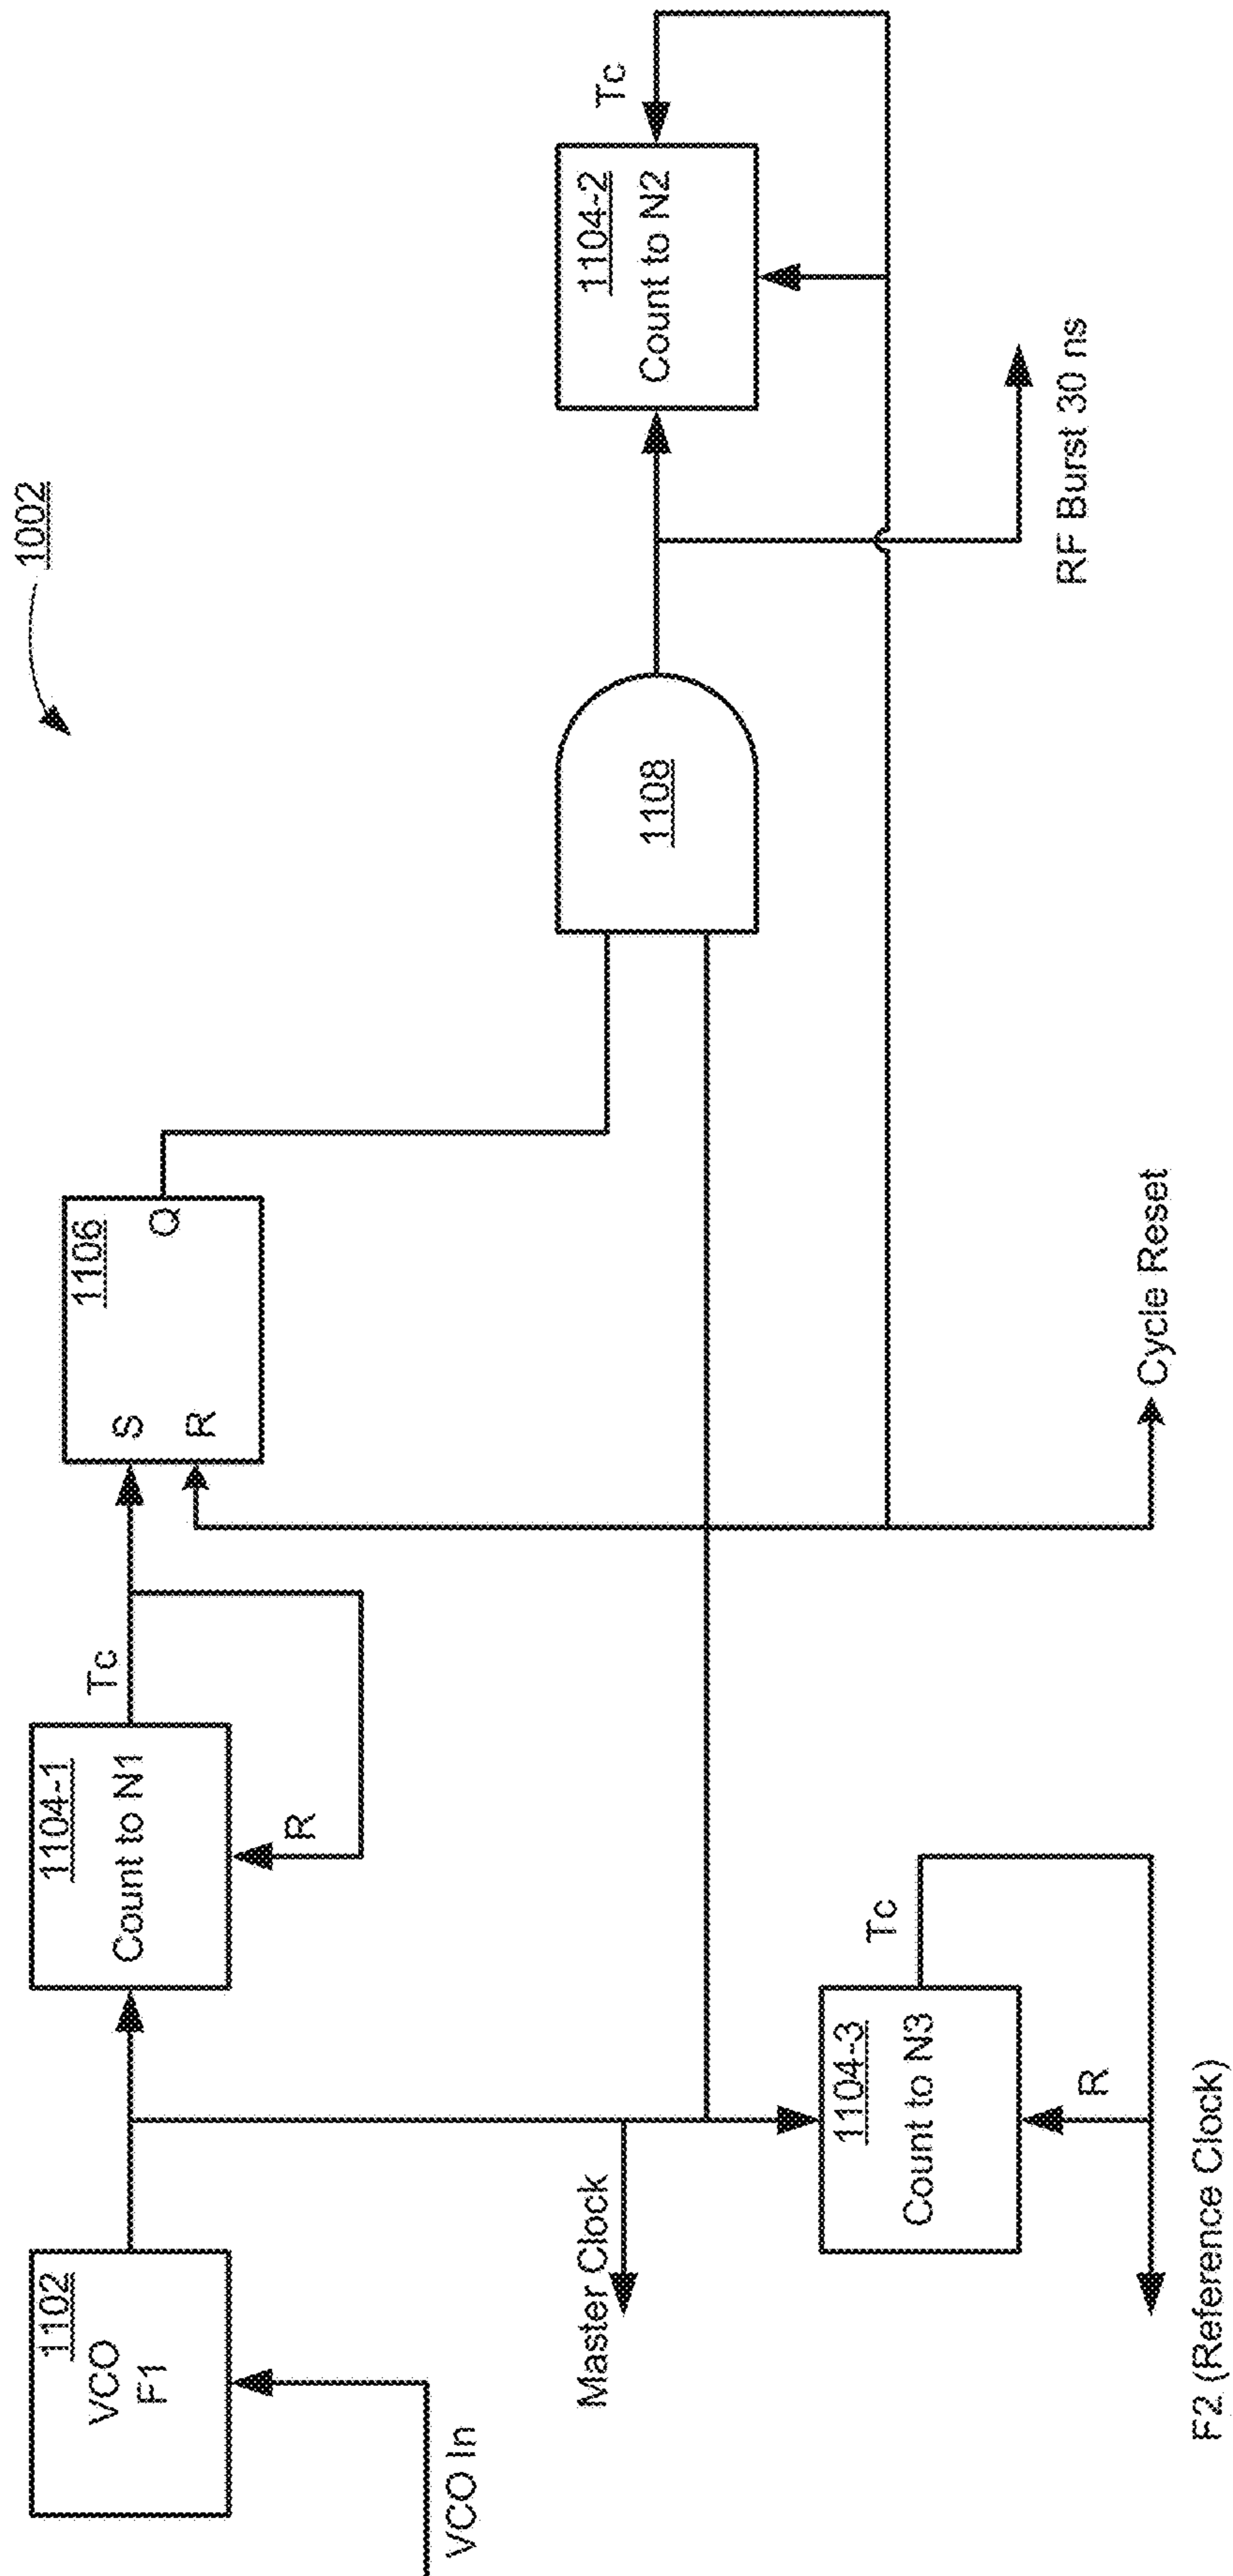 1002
1102
VCO
F1
VCO In
1104-1
Count to N1
Tc
R
1106
S
R
Q
Master Clock
1104-3
Count to N3
Tc
R
F2 (Reference Clock)
1108
1104-2
Count to N2
Tc
RF Burst 30 ns
Cycle Reset